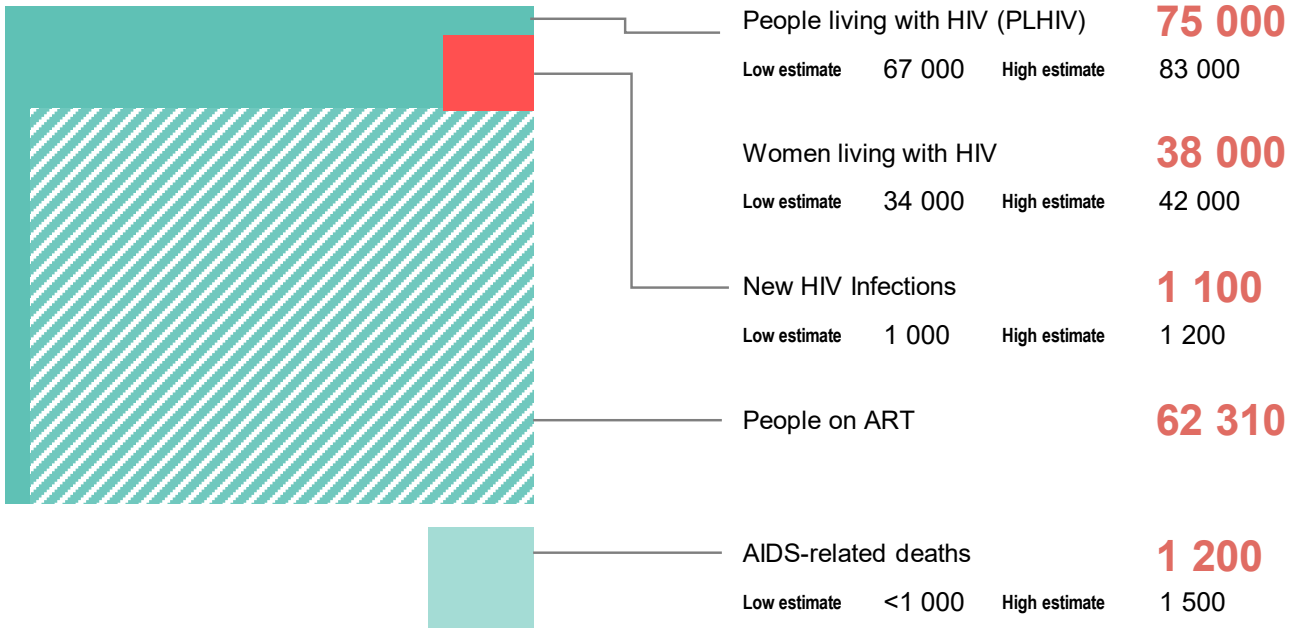 People living with HIV (PLHIV) 75 000
Low estimate 67 000 High estimate 83 000
Women living with HIV 38 000
Low estimate 34 000 High estimate 42 000
New HIV Infections 1 100
Low estimate 1 000 High estimate 1 200
People on ART 62 310
AIDS-related deaths 1 200
Low estimate <1 000 High estimate 1 500